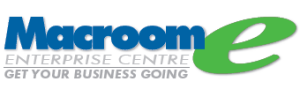 Macroom e
ENTERPRISE CENTRE
GET YOUR BUSINESS GOING